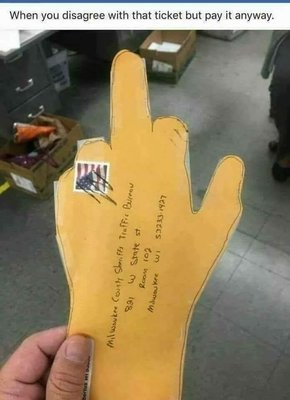 When you disagree with that ticket but pay it anyway.
Milwaukee County Sheriffs Traffic Bureau
821 W State st
Room 102
Milwaukee WI 53233-1427